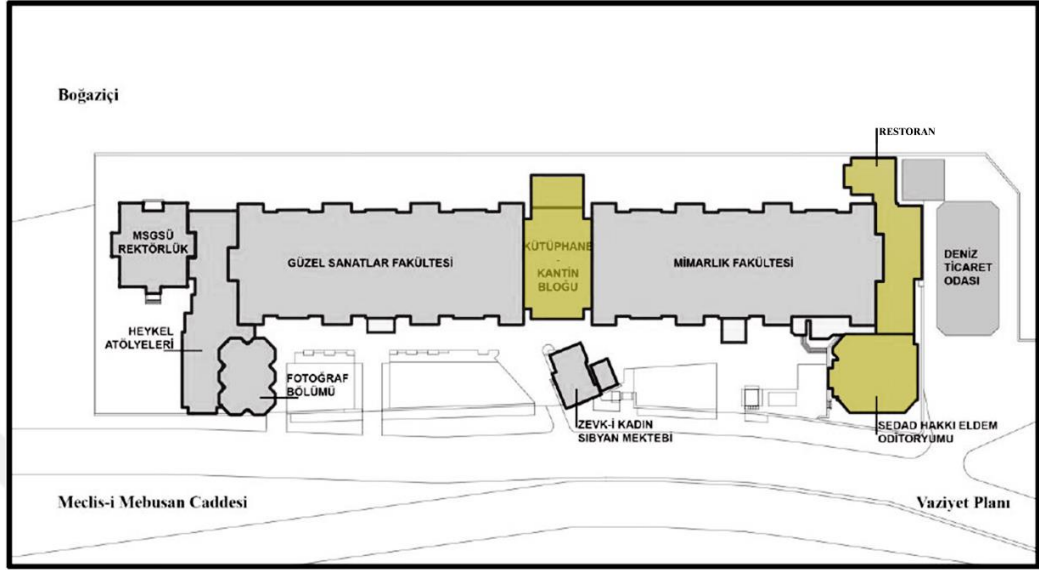 Boğaziçi
RESTORAN
MSGSÜ
REKTÖRLÜK
GÜZEL SANATLAR FAKÜLTESİ
KÜTÜPHANE
-
KANTİN
BLOĞU
MİMARLIK FAKÜLTESİ
DENİZ
TİCARET
ODASI
HEYKEL
ATÖLYELERİ
FOTOĞRAF
BÖLÜMÜ
ZEVK-İ KADIN
SIBYAN MEKTEBİ
SEDAD HAKKI ELDEM
ODİTORYUMU
Meclis-i Mebusan Caddesi
Vaziyet Planı